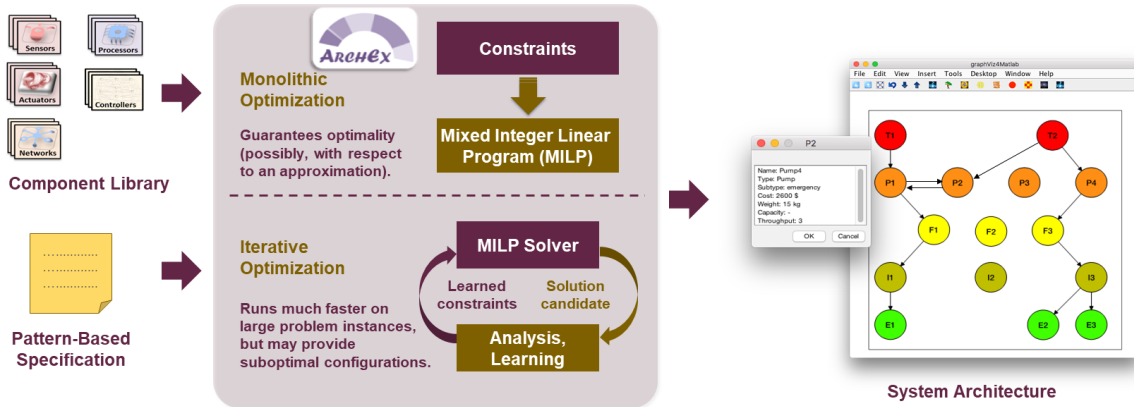 Sensors
Processors
Actuators
Controllers
Networks
Component Library
Pattern-Based
Specification
ARCHEX
Monolithic
Optimization
Guarantees optimality
(possibly, with respect
to an approximation).
Constraints
Mixed Integer Linear
Program (MILP)
Iterative
Optimization
Runs much faster on
large problem instances,
but may provide
suboptimal configurations.
MILP Solver
Learned
constraints
Solution
candidate
Analysis,
Learning
P2
Name: Pump4
Type: Pump
Subtype: emergency
Cost: 2600 $
Weight: 15 kg
Capacity: -
Throughput: 3
OK Cancel
graphViz4Matlab
File Edit View Insert Tools Desktop Window Help
T1 T2
P1 P2 P3 P4
F1 F2 F3
I1 I2 I3
E1 E2 E3
System Architecture